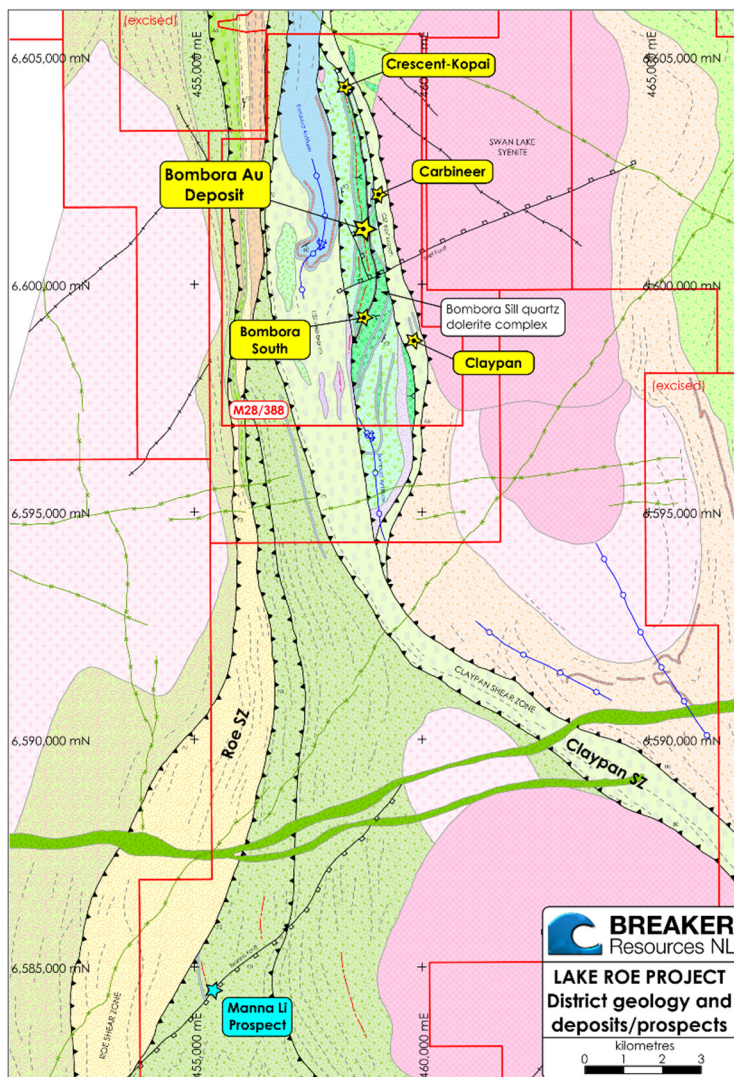 (excised)
6,605,000 mN
455,000 mE
460,000 mE
465,000 mE
6,605,000 mN
Crescent-Kopai
SWAN LAKE
SYENITE
Bombora Au
Deposit
Carbineer
6,600,000 mN
6,600,000 mN
Bombora Sill quartz
dolerite complex
Bombora
South
Claypan
(excised)
M28/388
6,595,000 mN
6,595,000 mN
CLAYPAN SHEAR ZONE
Roe SZ
6,590,000 mN
6,590,000 mN
Claypan SZ
6,585,000 mN
ROE SHEAR ZONE
Manna Li
Prospect
455,000 mE
460,000 mE
BREAKER
Resources NL
LAKE ROE PROJECT
District geology and
deposits/prospects
kilometres
0 1 2 3